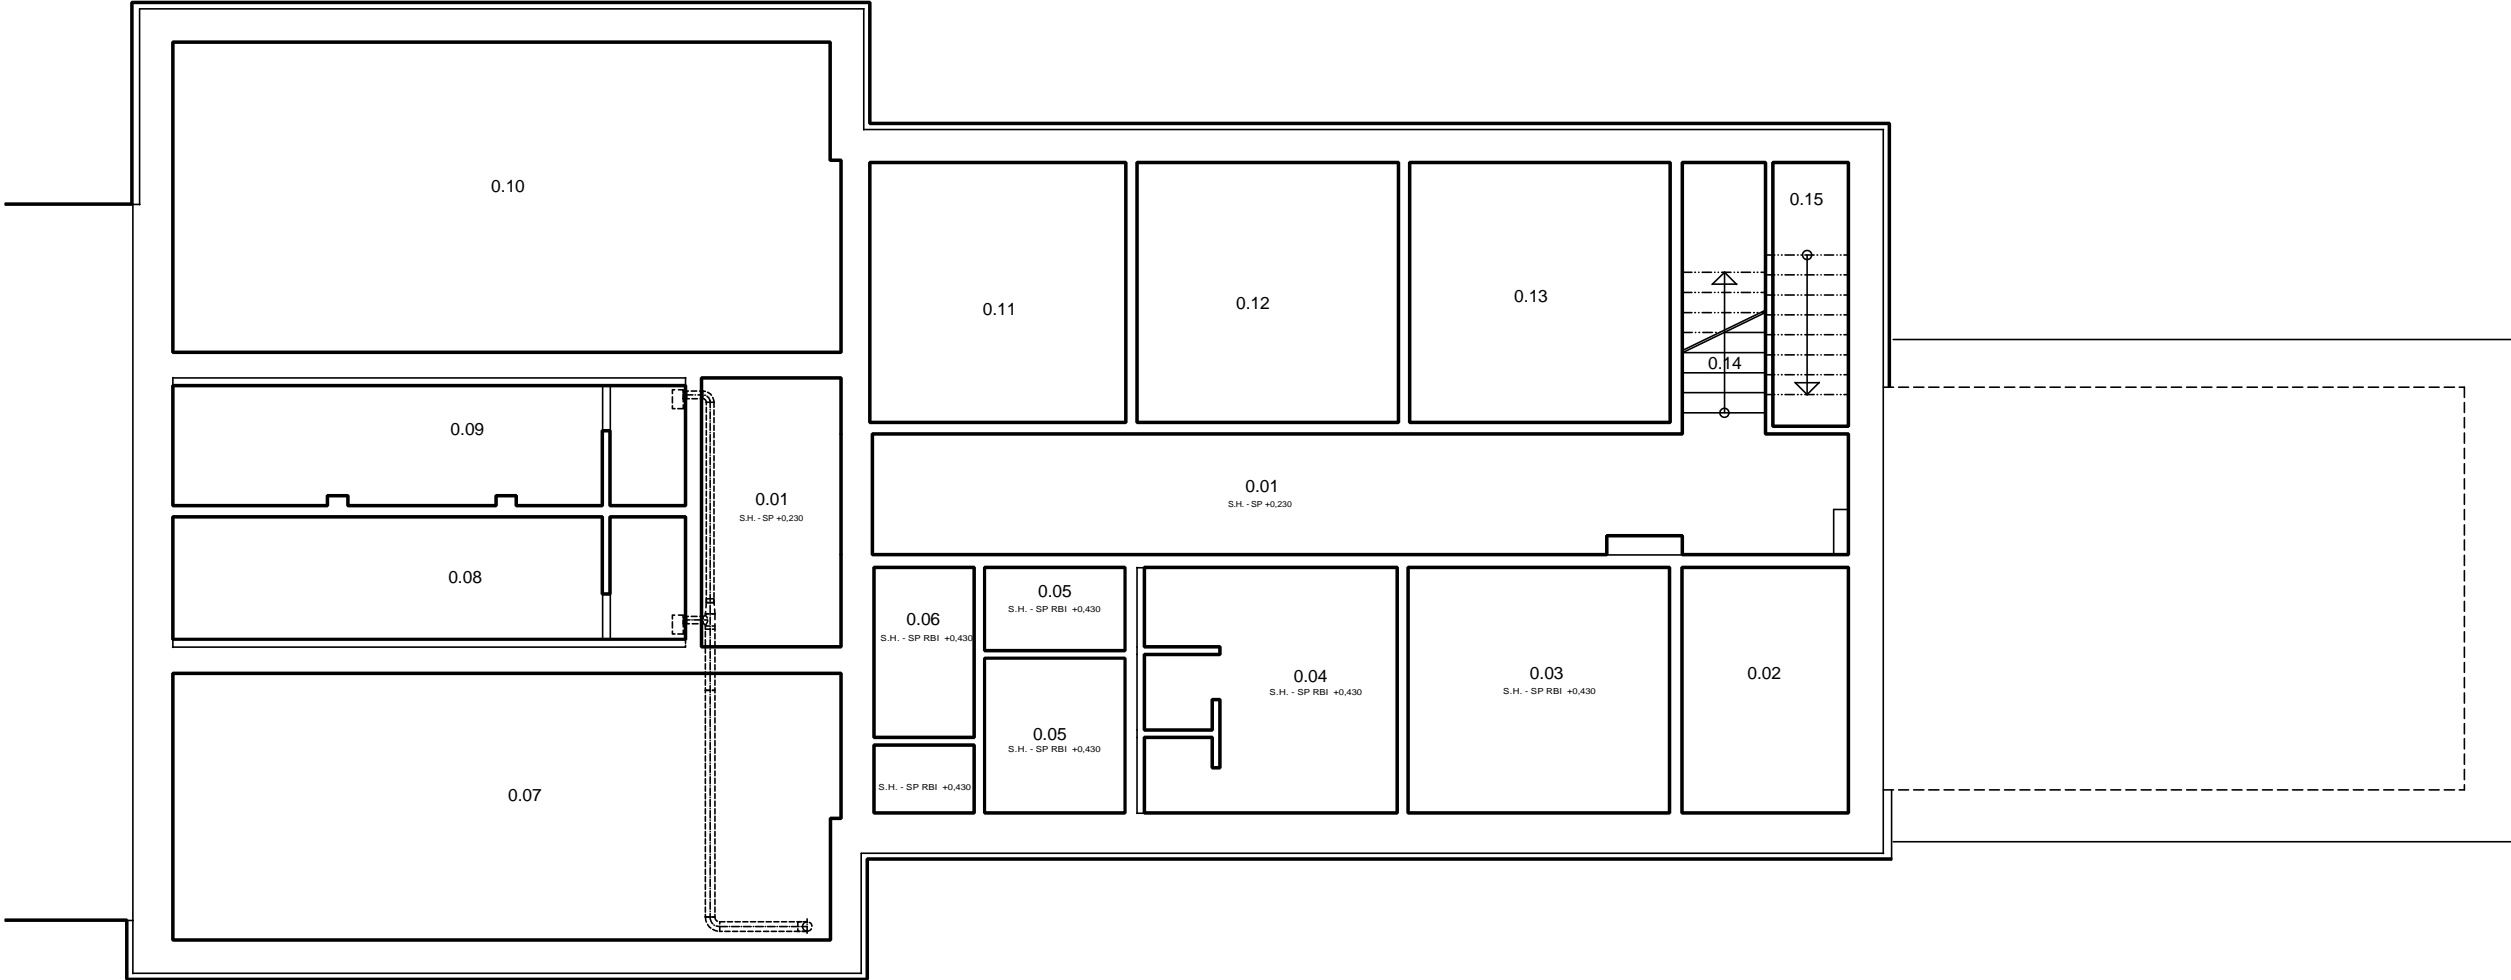 0.10
0.15
0.13
0.12
0.11
0.14
0.09
0.01
S.H. - SP +0,230
0.01
S.H. - SP +0,230
0.08
0.05
S.H. - SP RBI +0,430
0.06
S.H. - SP RBI +0,430
0.04
S.H. - SP RBI +0,430
0.03
S.H. - SP RBI +0,430
0.02
0.05
S.H. - SP RBI +0,430
S.H. - SP RBI +0,430
0.07